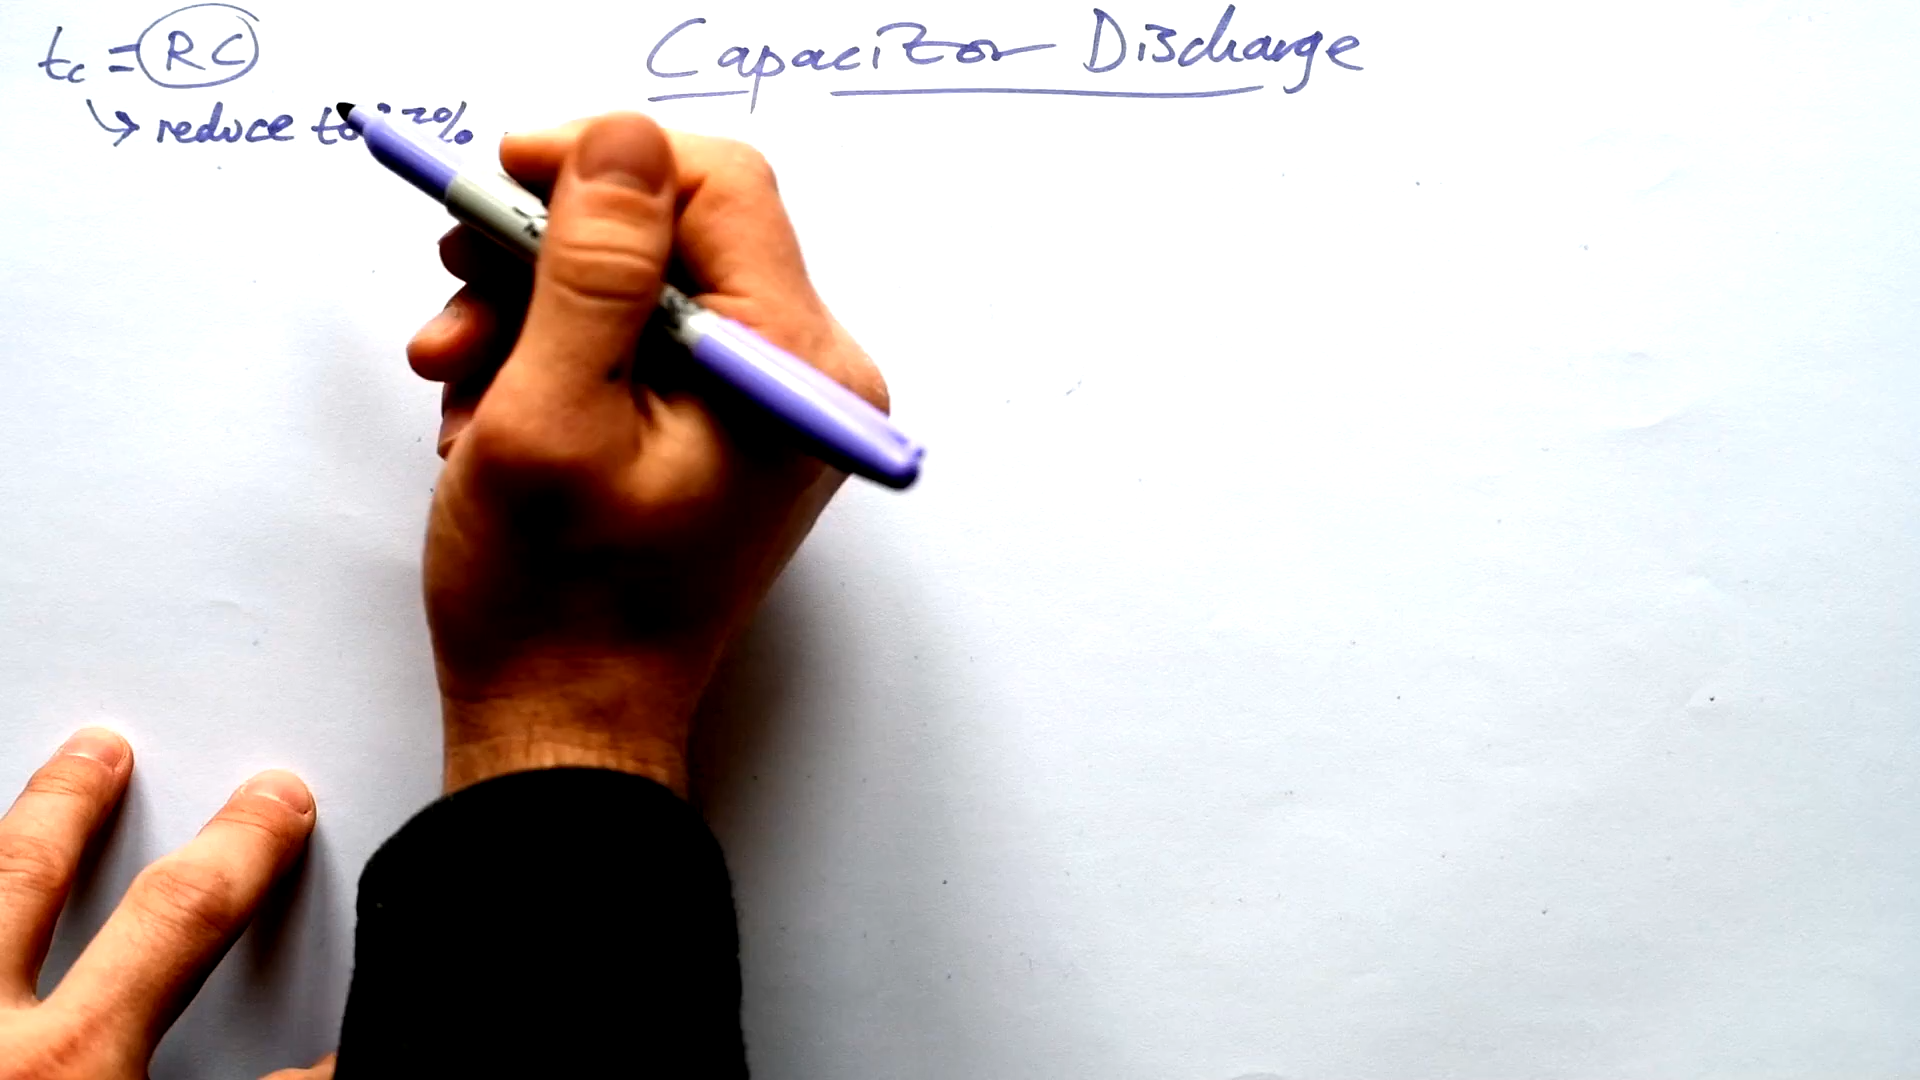 Capacitor Discharge
tc = RC
↳ reduce to %